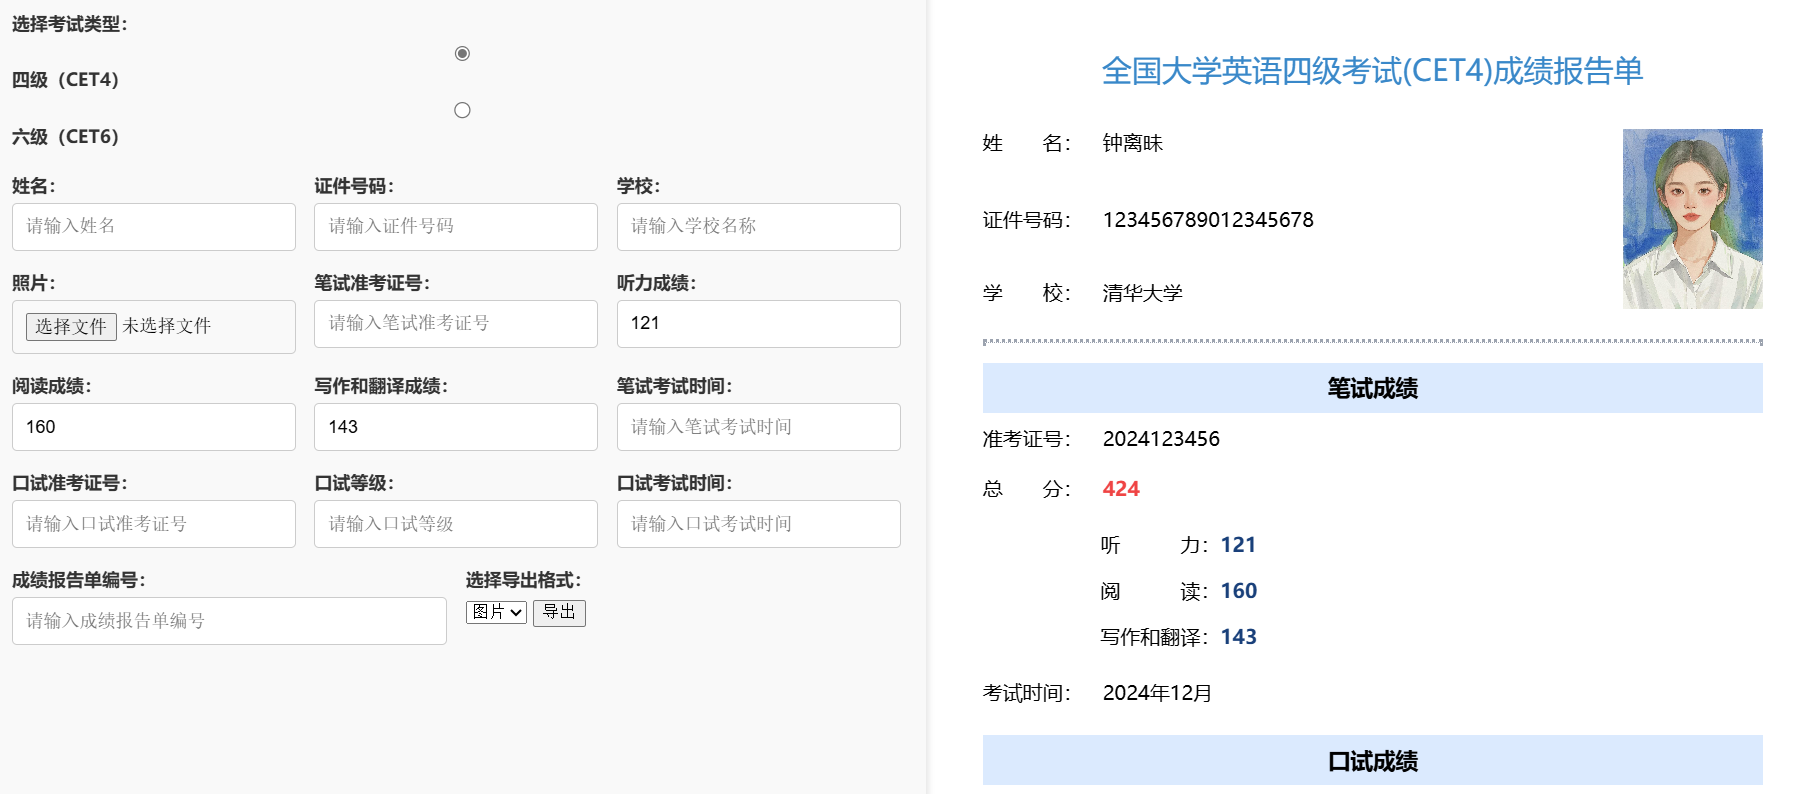 选择考试类型：
四级（CET4）
六级（CET6）
姓名： 证件号码： 学校：
请输入姓名 请输入证件号码 请输入学校名称
照片： 笔试准考证号： 听力成绩：
选择文件 未选择文件 请输入笔试准考证号 121
阅读成绩： 写作和翻译成绩： 笔试考试时间：
160 143 请输入笔试考试时间
口试准考证号： 口试等级： 口试考试时间：
请输入口试准考证号 请输入口试等级 请输入口试考试时间
成绩报告单编号： 选择导出格式：
请输入成绩报告单编号 图片 导出
全国大学英语四级考试(CET4)成绩报告单
姓 名： 钟离昧
证件号码： 123456789012345678
学 校： 清华大学
笔试成绩
准考证号： 2024123456
总 分： 424
听 力： 121
阅 读： 160
写作和翻译： 143
考试时间： 2024年12月
口试成绩